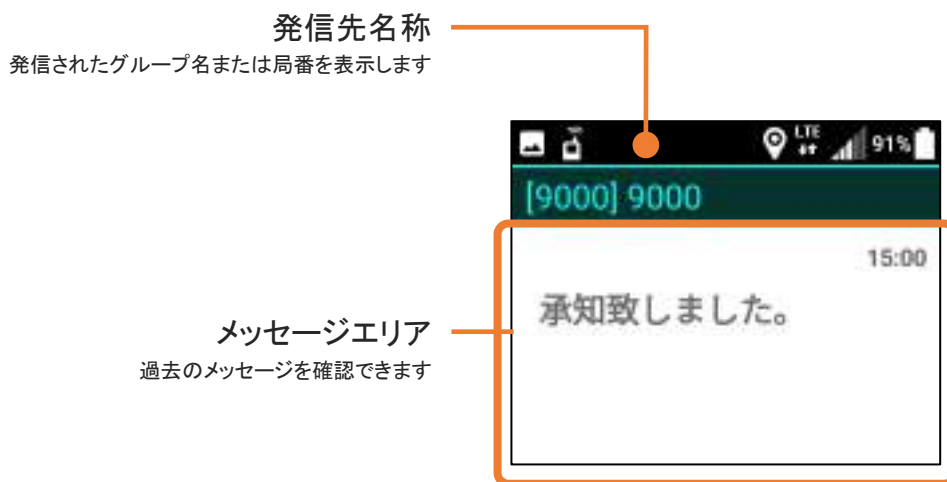 発信先名称
発信されたグループ名または局番を表示します
LTE
91%
[9000] 9000
15:00
承知致しました。
メッセージエリア
過去のメッセージを確認できます